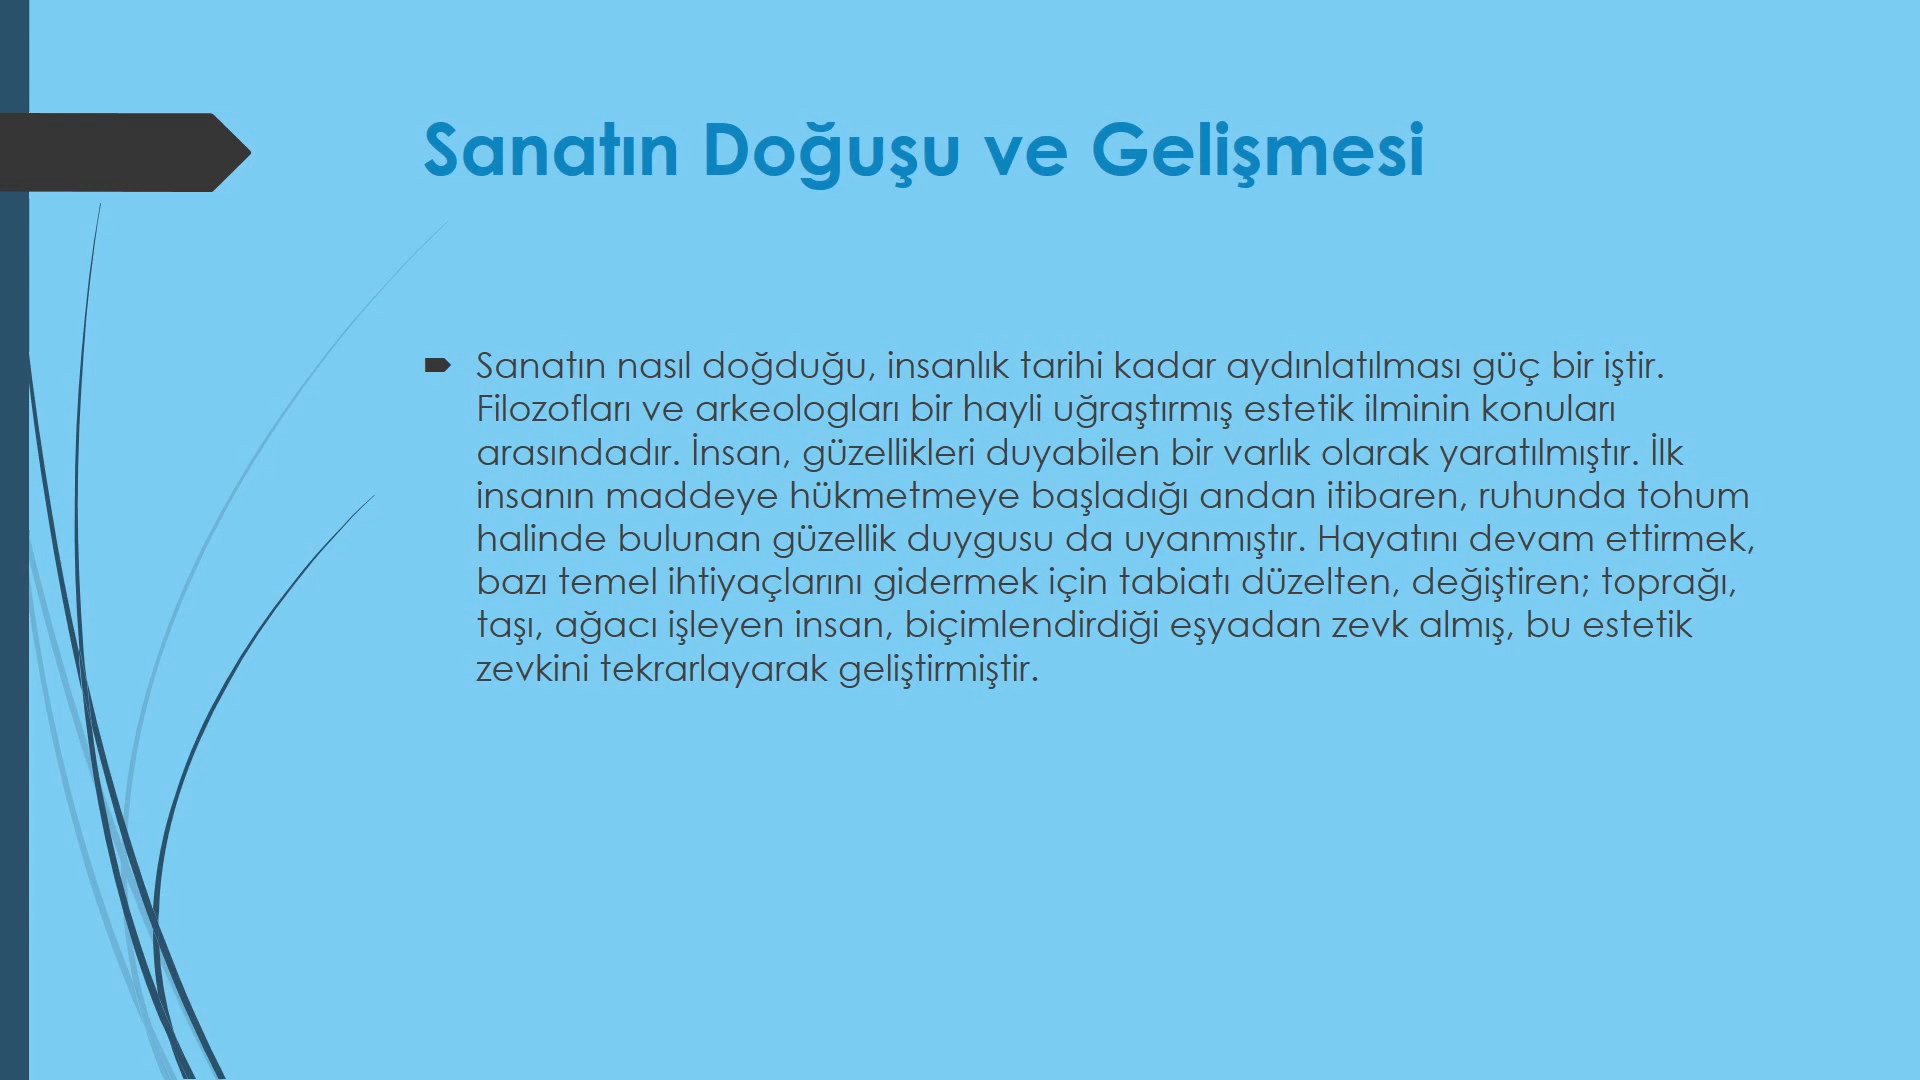 Sanatın Doğuşu ve Gelişmesi
Sanatın nasıl doğduğu, insanlık tarihi kadar aydınlatılması güç bir iştir.
Filozofları ve arkeologları bir hayli uğraştırmış estetik ilminin konuları
arasındadır. İnsan, güzellikleri duyabilen bir varlık olarak yaratılmıştır. İlk
insanın maddeye hükmetmeye başladığı andan itibaren, ruhunda tohum
halinde bulunan güzellik duygusu da uyanmıştır. Hayatını devam ettirmek,
bazı temel ihtiyaçlarını gidermek için tabiatı düzelten, değiştiren; toprağı,
taşı, ağacı işleyen insan, biçimlendirdiği eşyadan zevk almış, bu estetik
zevkini tekrarlayarak geliştirmiştir.